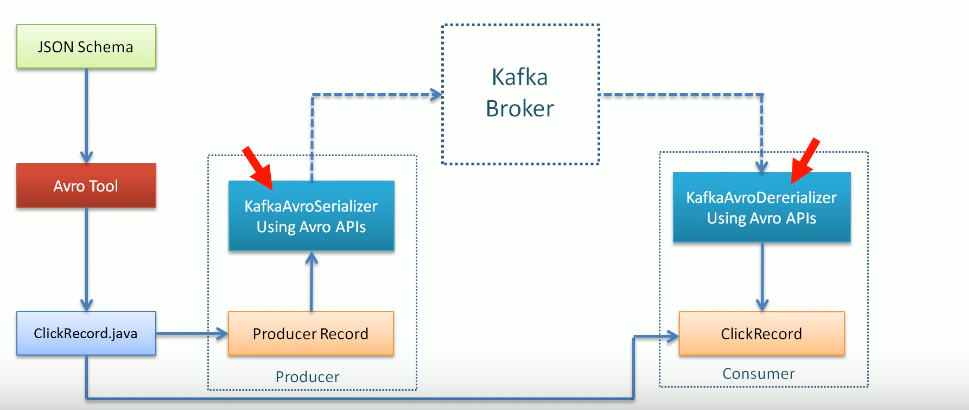 JSON Schema
Kafka
Broker
Avro Tool
KafkaAvroSerializer
Using Avro APIs
KafkaAvroDererializer
Using Avro APIs
ClickRecord.java
Producer Record
ClickRecord
Producer
Consumer